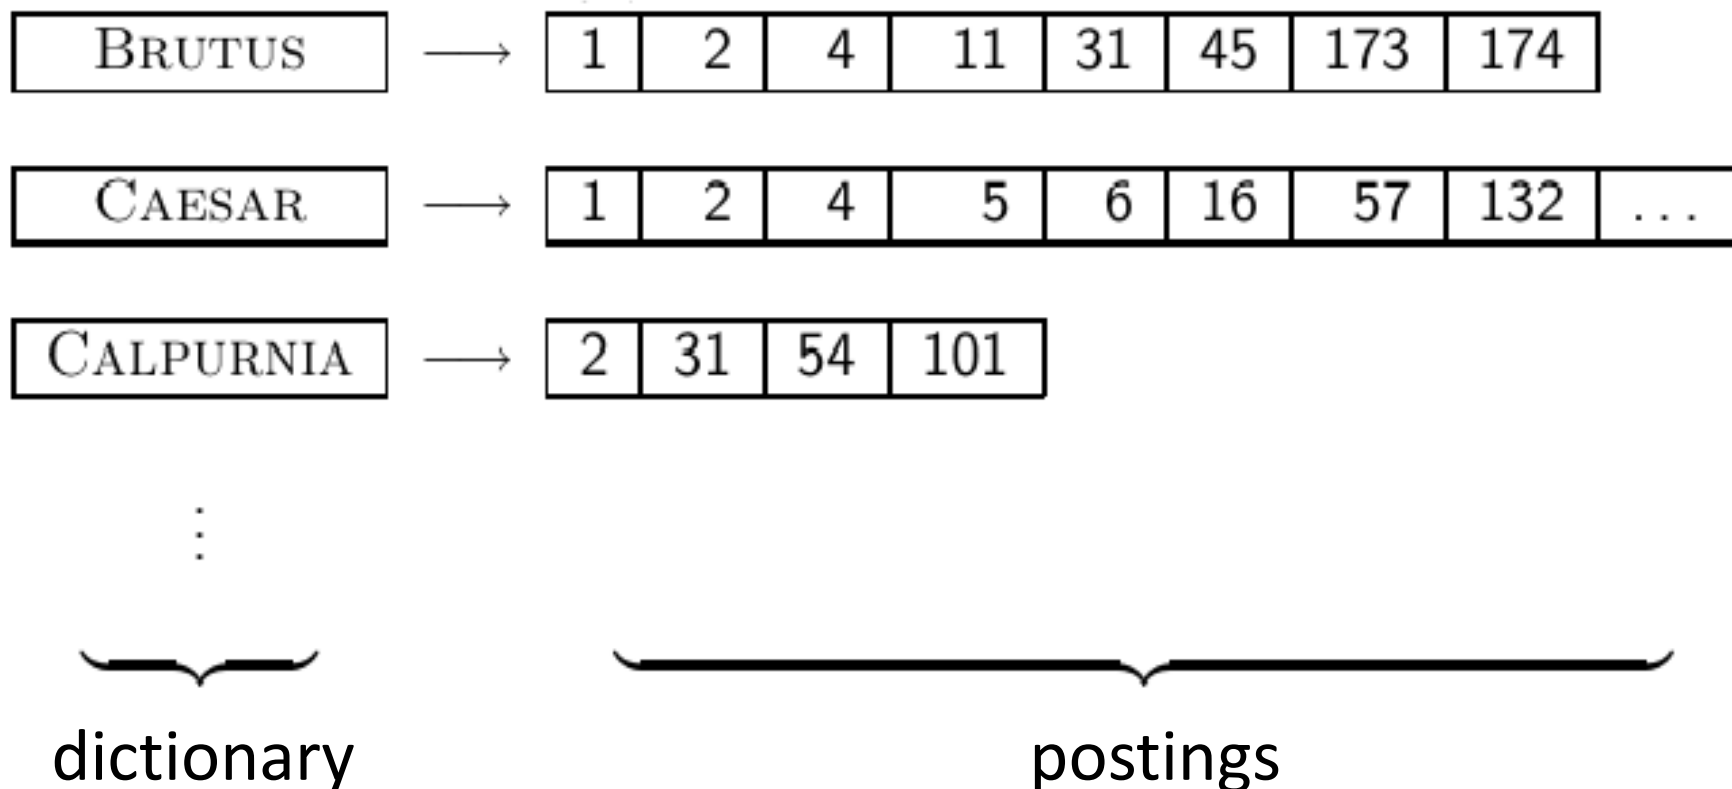 BRUTUS ⟶ 1 2 4 11 31 45 173 174
CAESAR ⟶ 1 2 4 5 6 16 57 132 ...
CALPURNIA ⟶ 2 31 54 101
⋮
dictionary postings